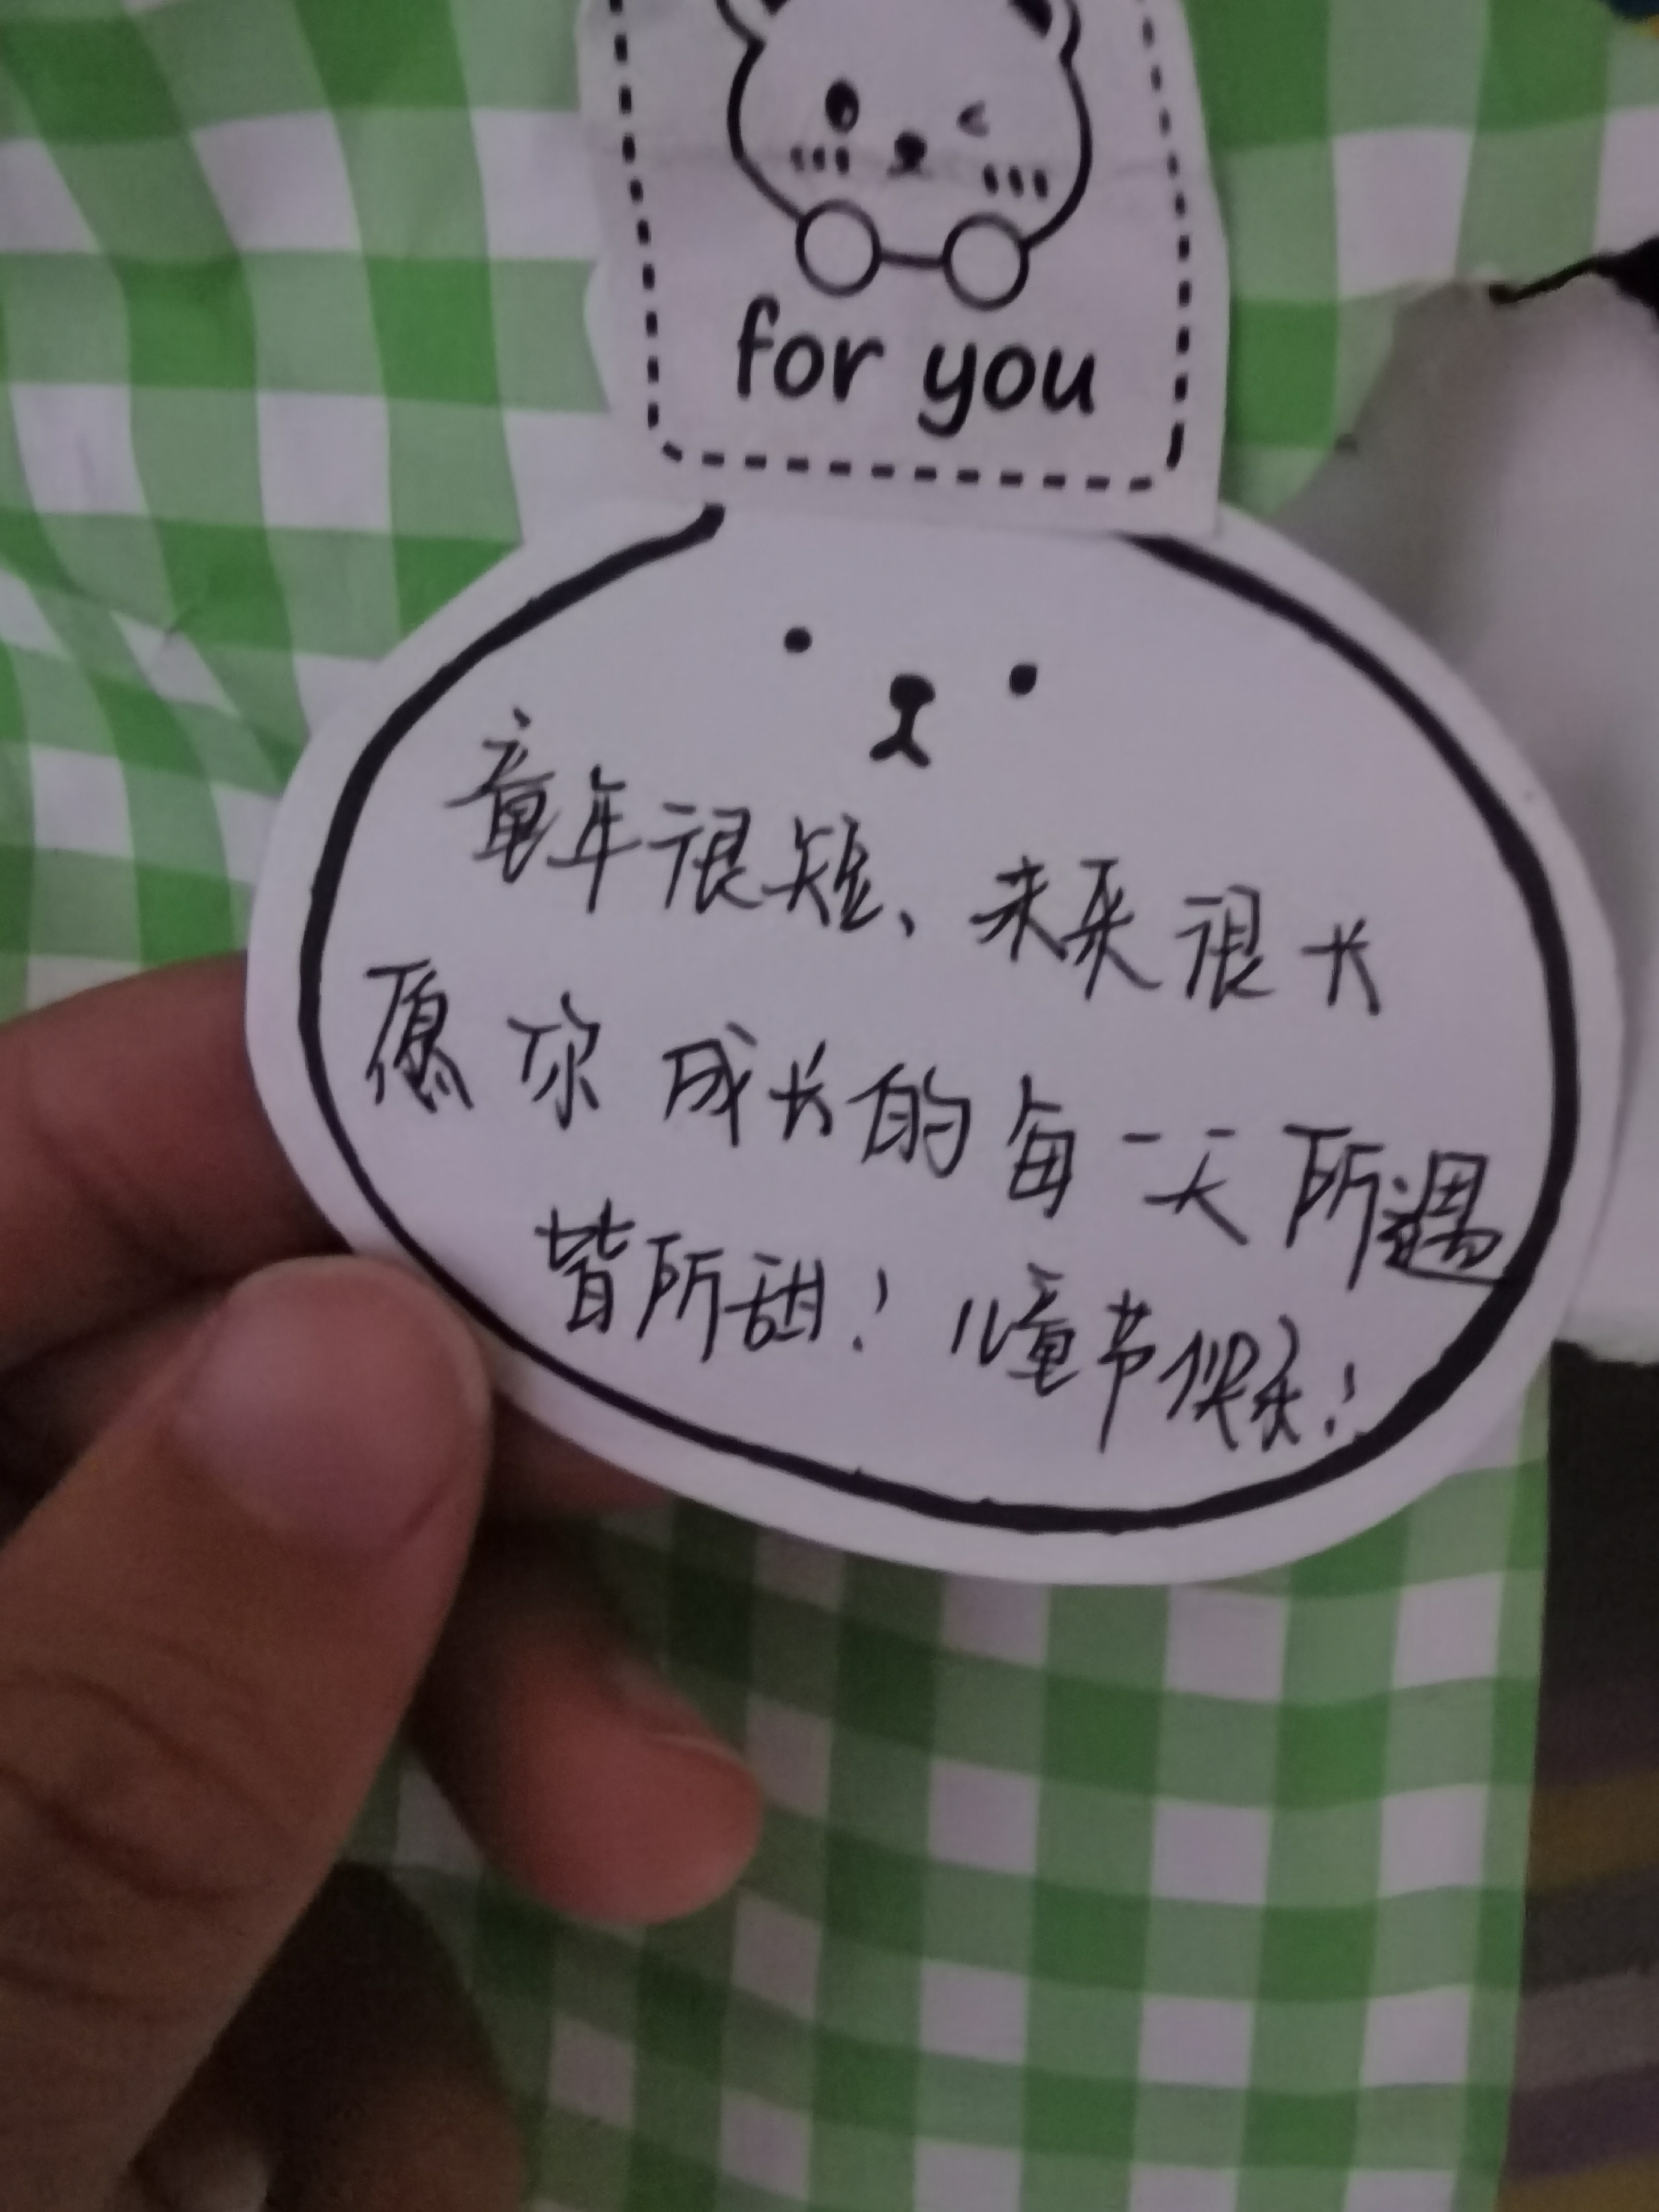 for you
童年很短、未来很长
愿你成长的每一天所遇
皆所甜！儿童节快乐！